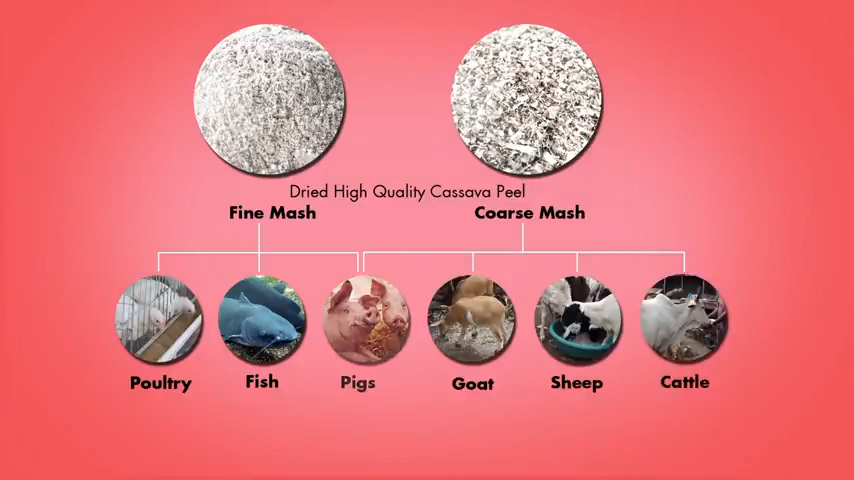 Dried High Quality Cassava Peel
Fine Mash
Coarse Mash
Poultry
Fish
Pigs
Goat
Sheep
Cattle